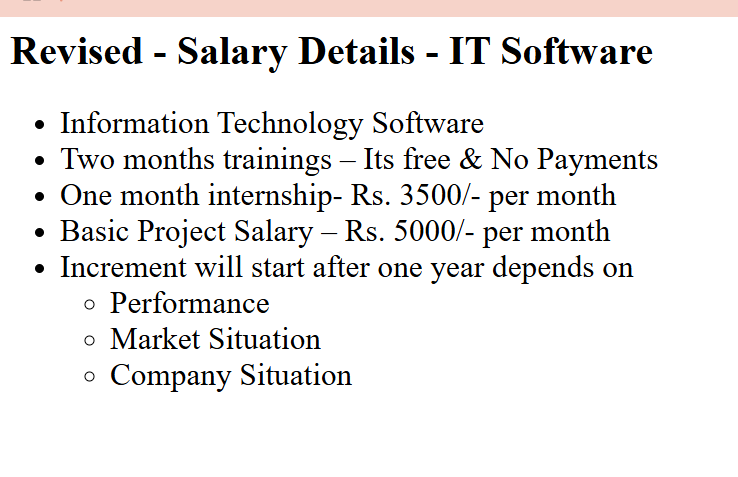 Revised - Salary Details - IT Software
Information Technology Software
Two months trainings – Its free & No Payments
One month internship- Rs. 3500/- per month
Basic Project Salary – Rs. 5000/- per month
Increment will start after one year depends on
Performance
Market Situation
Company Situation